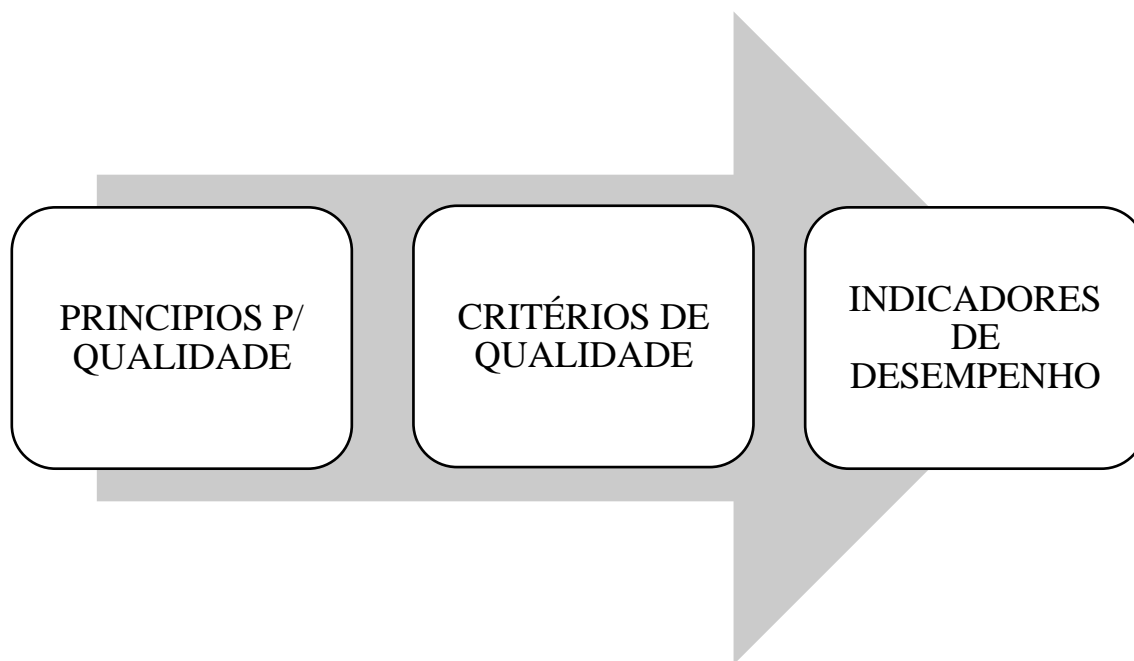 PRINCIPIOS P/
QUALIDADE
CRITÉRIOS DE
QUALIDADE
INDICADORES
DE
DESEMPENHO